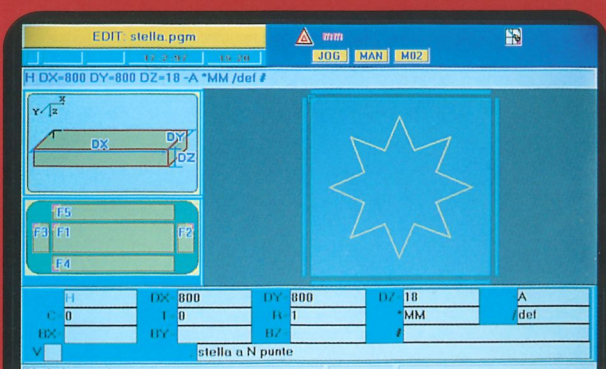 EDIT: stella.pgm mm
JOG MAN M02
H DX=800 DY=800 DZ=18 -A *MM /def #
X
Y Z
DX DY
DZ
F5
F3 F1 F2
F4
H DX= 800 DY= 800 DZ= 18 A
C= 0 T= 0 R= 1 * MM / def
BX= BY= BZ= #
V . stella a N punte